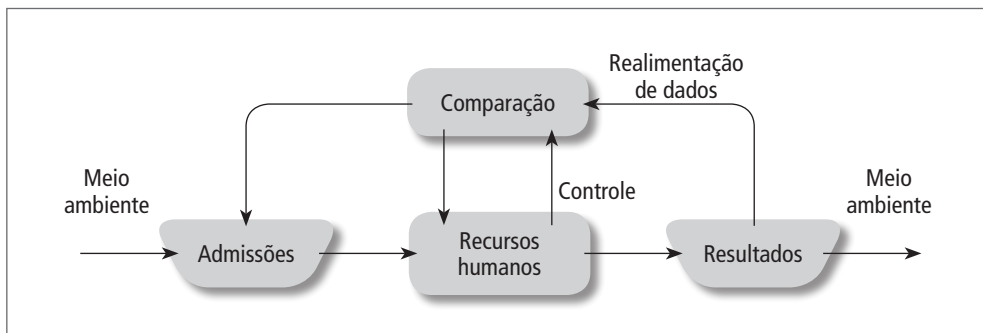 Realimentação
de dados
Comparação
Meio
ambiente
Controle
Meio
ambiente
Admissões
Recursos
humanos
Resultados